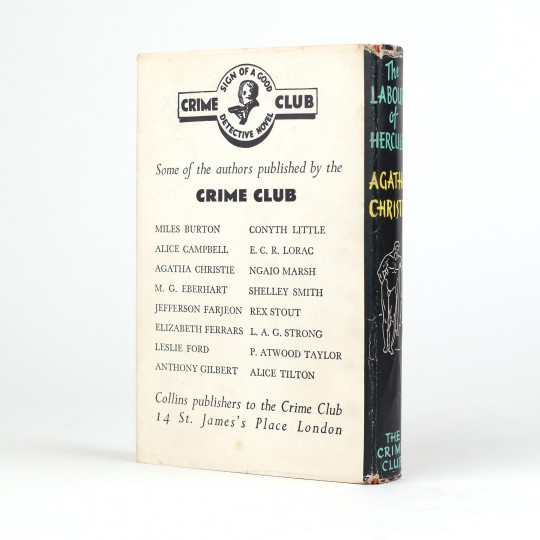 SIGN OF A GOOD
CRIME CLUB
DETECTIVE NOVEL
Some of the authors published by the
CRIME CLUB
MILES BURTON
ALICE CAMPBELL
AGATHA CHRISTIE
M. G. EBERHART
JEFFERSON FARJEON
ELIZABETH FERRARS
LESLIE FORD
ANTHONY GILBERT
CONYTH LITTLE
E. C. R. LORAC
NGAIO MARSH
SHELLEY SMITH
REX STOUT
L. A. G. STRONG
P. ATWOOD TAYLOR
ALICE TILTON
Collins publishers to the Crime Club
14 St. James's Place London
The
LABOU
of
HERCUL
AGATHA
CHRIST
THE
CRIME
CLUB